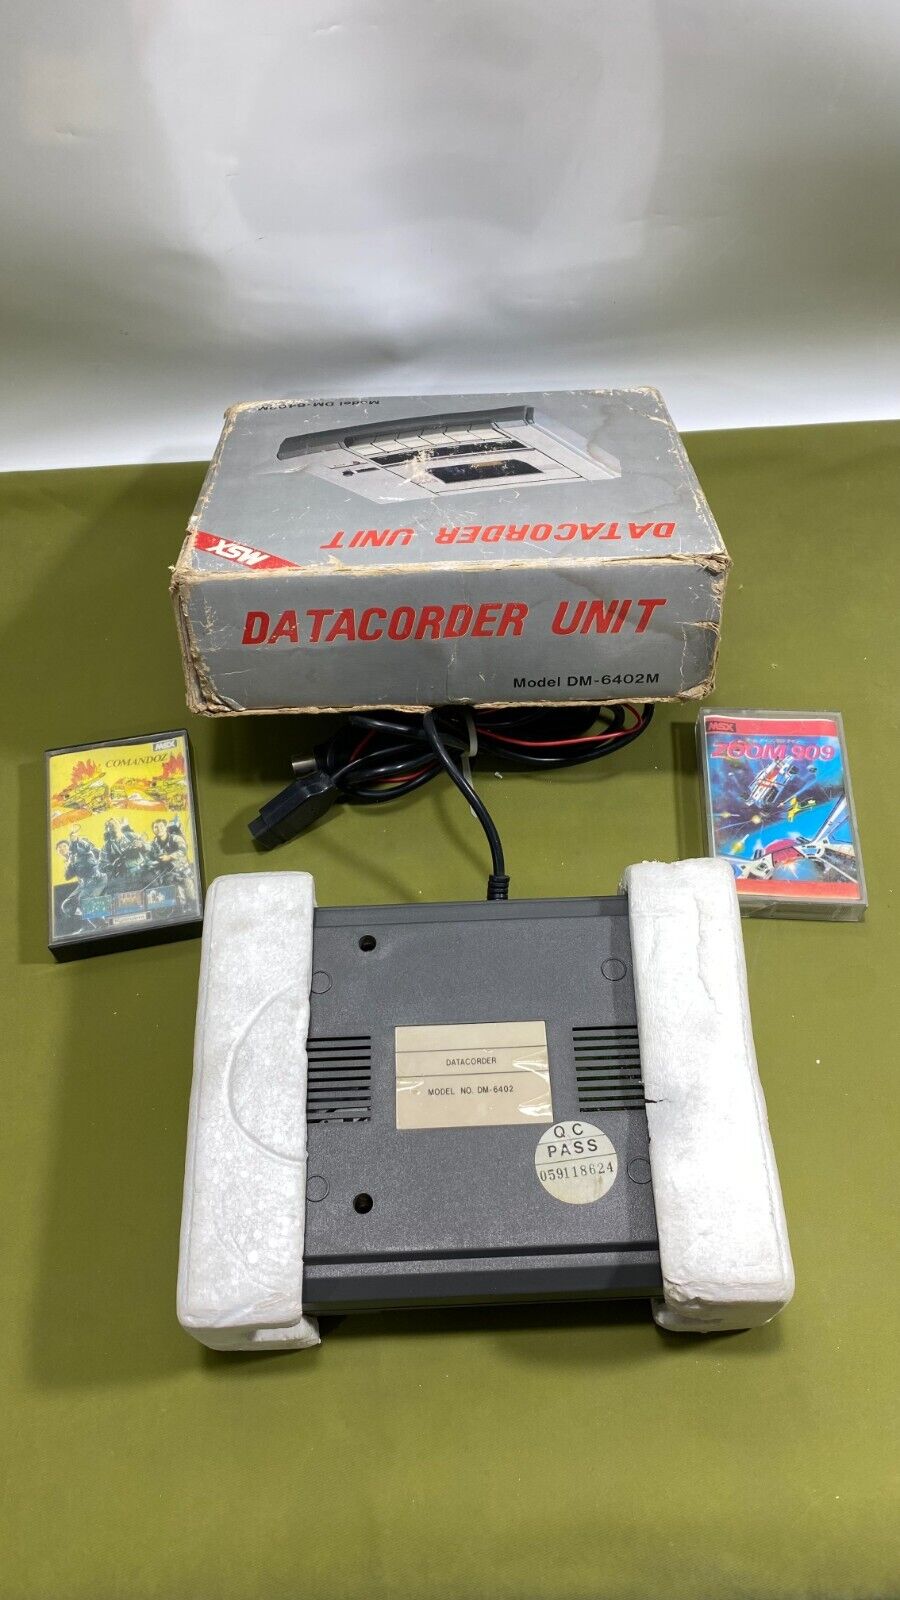 Model DM-6402M
DATACORDER UNIT
MSX
DATACORDER UNIT
Model DM-6402M
MSX
COMANDOZ
MSX
ZOOM 909
DATACORDER
MODEL NO. DM-6402
QC
PASS
059118624